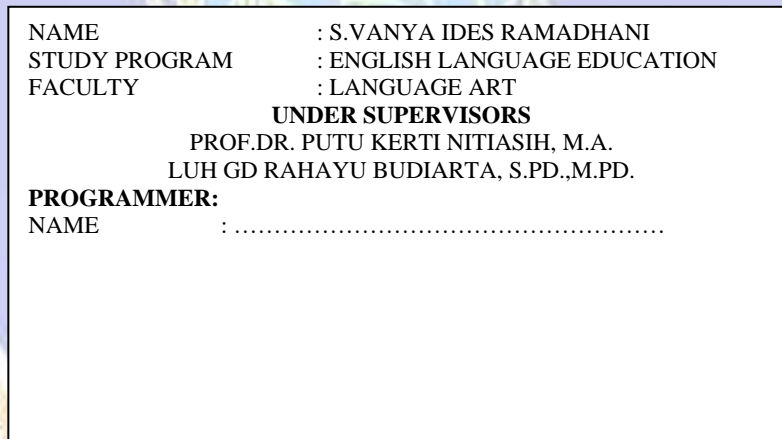 NAME : S.VANYA IDES RAMADHANI
STUDY PROGRAM : ENGLISH LANGUAGE EDUCATION
FACULTY : LANGUAGE ART
UNDER SUPERVISORS
PROF.DR. PUTU KERTI NITIASIH, M.A.
LUH GD RAHAYU BUDIARTA, S.PD.,M.PD.
PROGRAMMER:
NAME : ………………………………………………